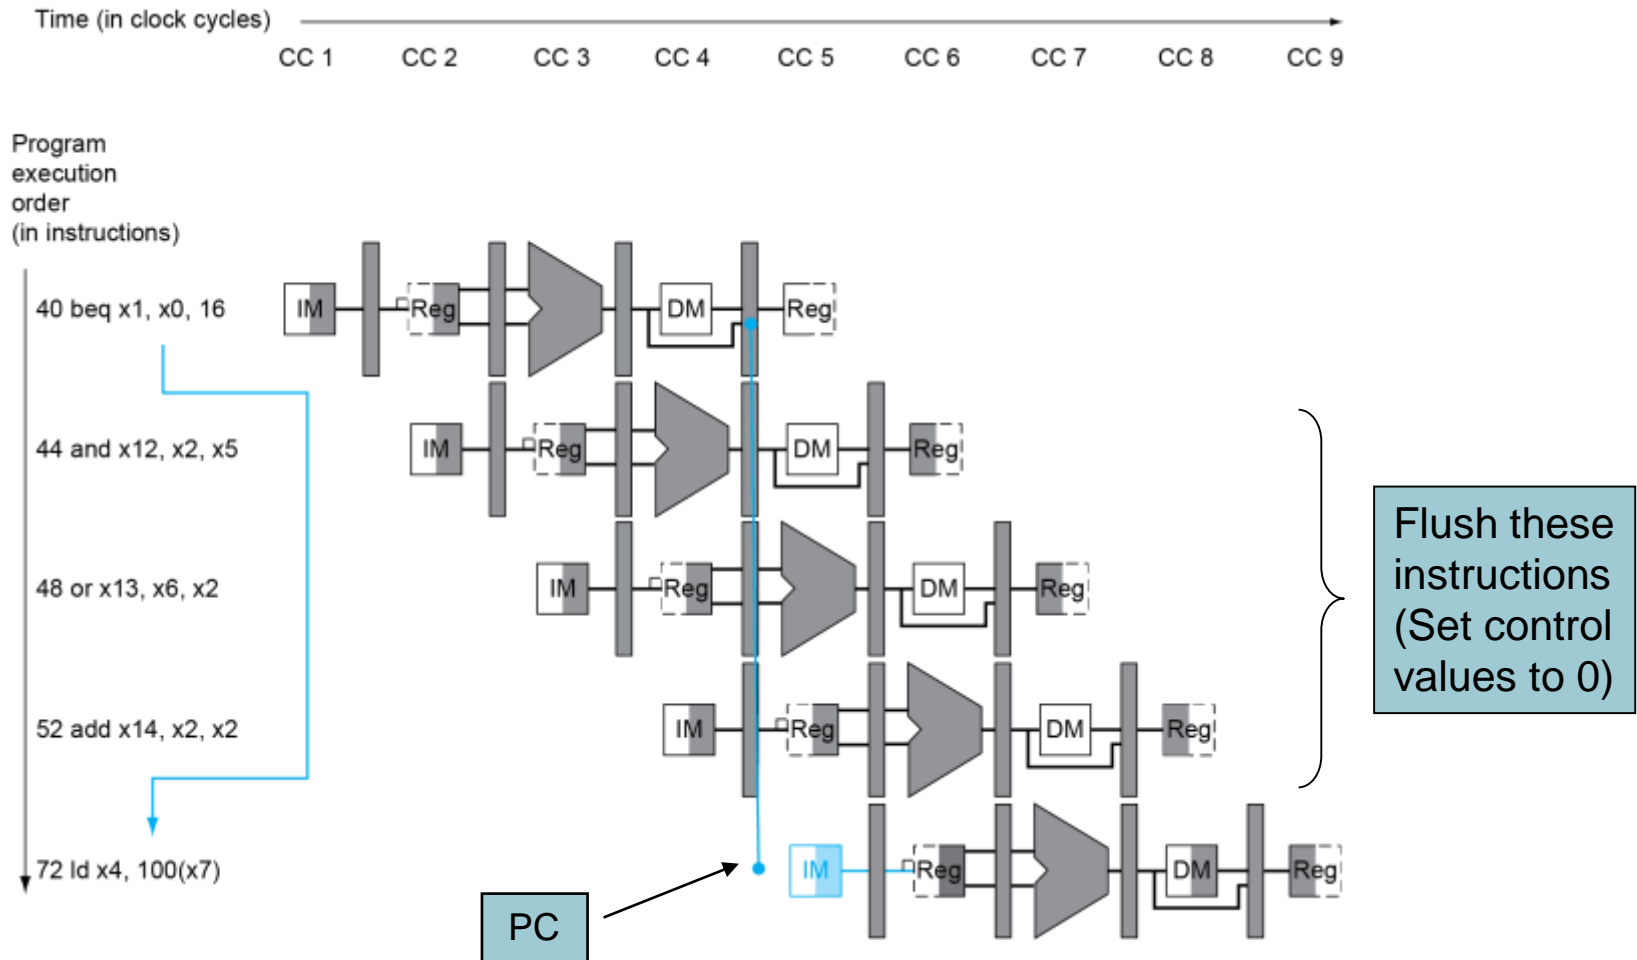 Time (in clock cycles)
CC 1 CC 2 CC 3 CC 4 CC 5 CC 6 CC 7 CC 8 CC 9
Program
execution
order
(in instructions)
40 beq x1, x0, 16
IM Reg DM Reg
44 and x12, x2, x5
IM Reg DM Reg
48 or x13, x6, x2
IM Reg DM Reg
52 add x14, x2, x2
IM Reg DM Reg
72 ld x4, 100(x7)
IM Reg DM Reg
Flush these
instructions
(Set control
values to 0)
PC